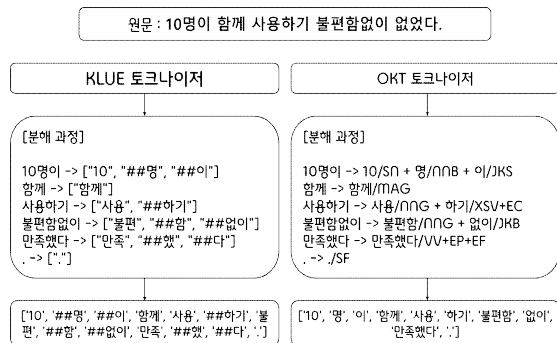 원문 : 10명이 함께 사용하기 불편함없이 없었다.
KLUE 토크나이저
[분해 과정]
10명이 -> ["10", "##명", "##이"]
함께 -> ["함께"]
사용하기 -> ["사용", "##하기"]
불편함없이 -> ["불편", "##함", "##없이"]
만족했다 -> ["만족", "##했", "##다"]
. -> ["."]
['10', '##명', '##이', '함께', '사용', '##하기', '불
편', '##함', '##없이', '만족', '##했', '##다', '.']
OKT 토크나이저
[분해 과정]
10명이 -> 10/SN + 명/NNB + 이/JKS
함께 -> 함께/MAG
사용하기 -> 사용/NNG + 하기/XSV+EC
불편함없이 -> 불편함/NNG + 없이/JKB
만족했다 -> 만족했다/VV+EP+EF
. -> ./SF
['10', '명', '이', '함께', '사용', '하기', '불편함', '없이',
'만족했다', '.']